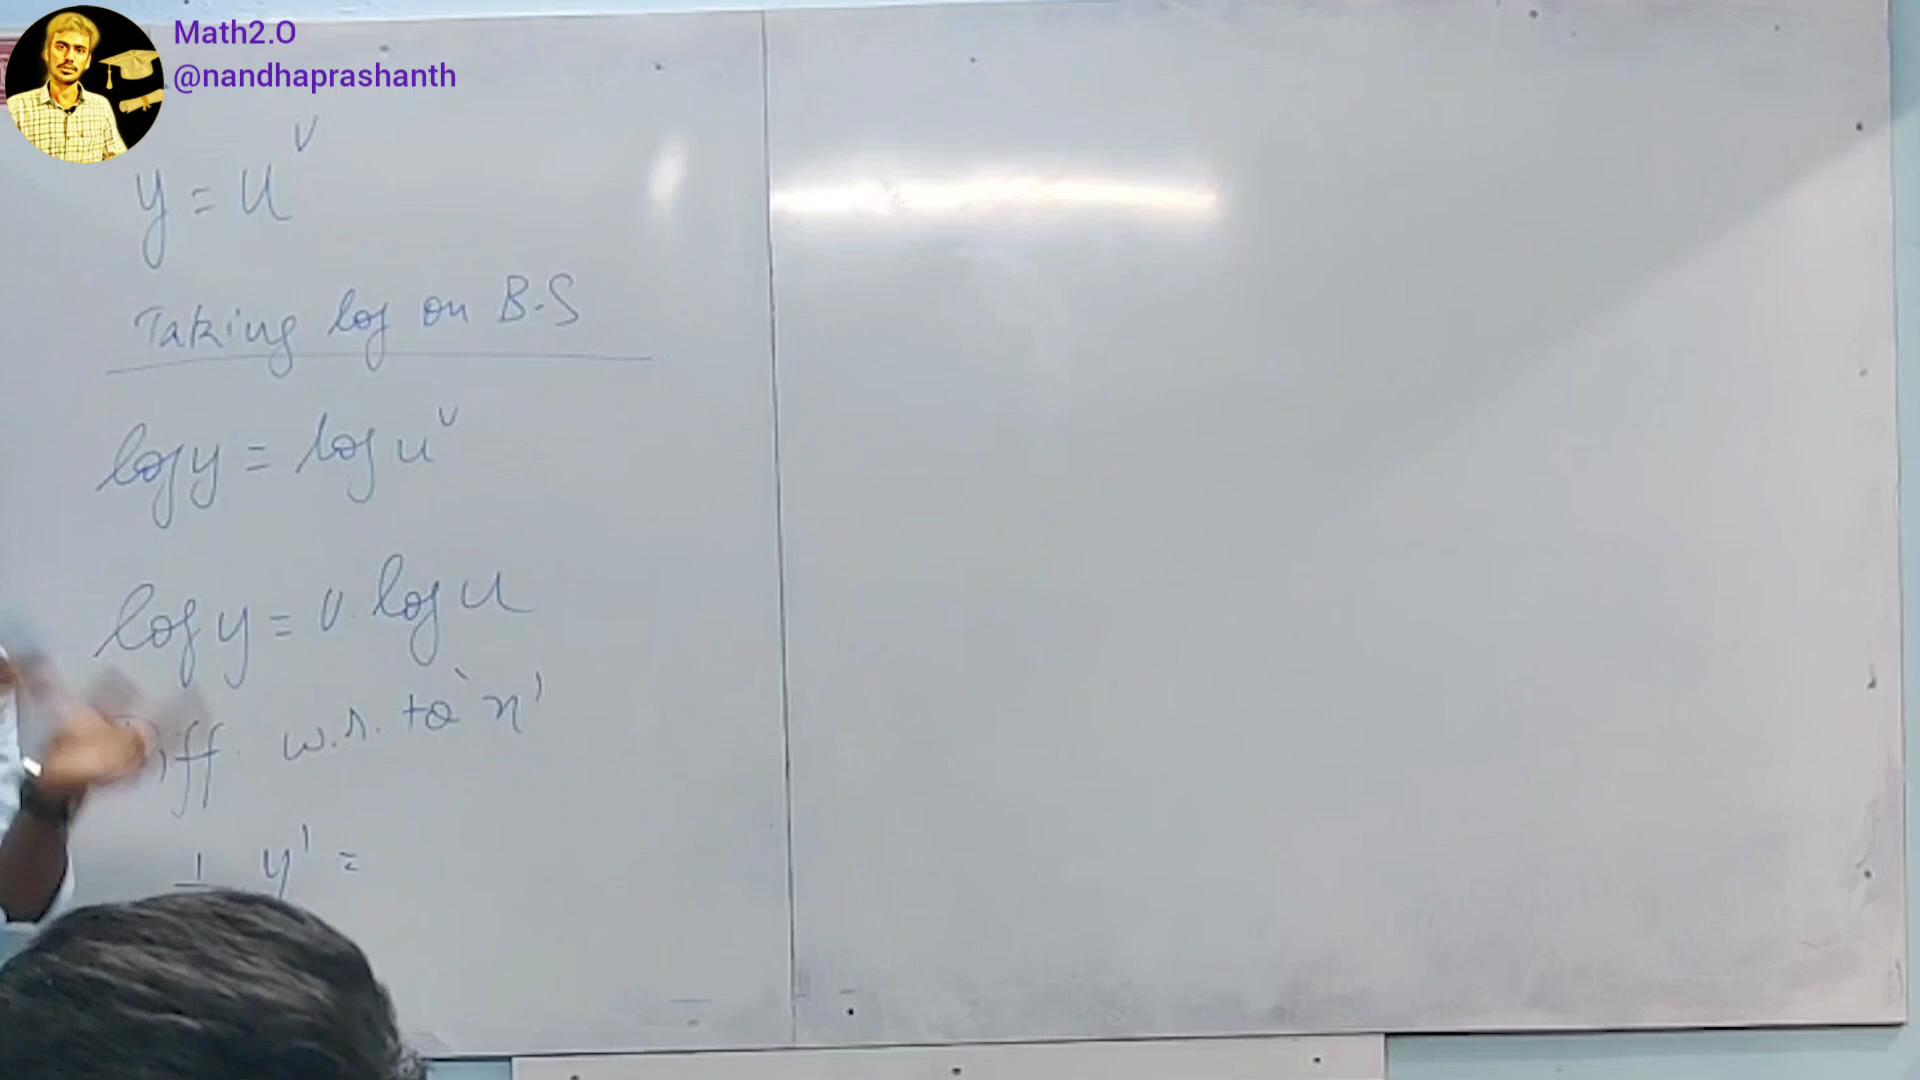 Math2.O
@nandhaprashanth
y = u^v
Taking log on B.S
log y = log u^v
log y = v. log u
Diff. w.r. to 'x'
1 y' =